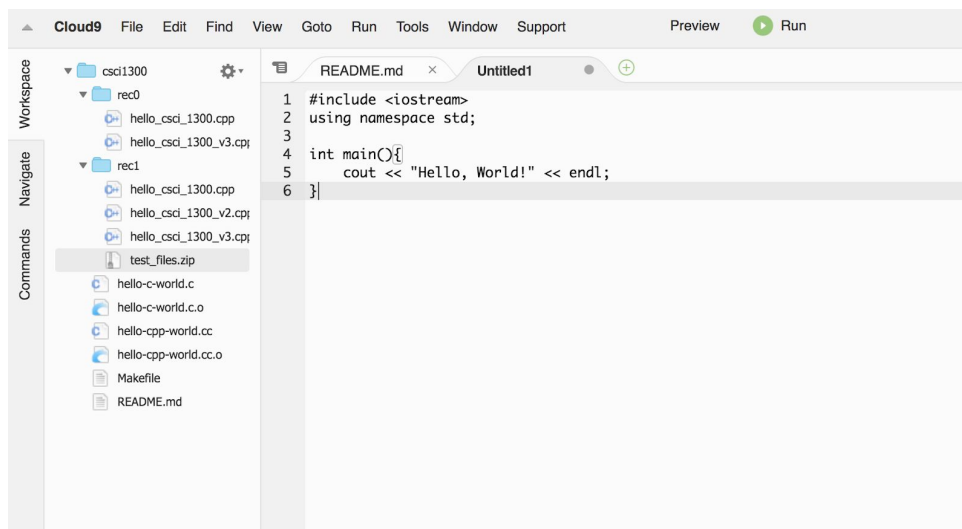 Cloud9 File Edit Find View Goto Run Tools Window Support Preview Run
Workspace
Navigate
Commands
csci1300
rec0
hello_csci_1300.cpp
hello_csci_1300_v3.cpp
rec1
hello_csci_1300.cpp
hello_csci_1300_v2.cpp
hello_csci_1300_v3.cpp
test_files.zip
hello-c-world.c
hello-c-world.c.o
hello-cpp-world.cc
hello-cpp-world.cc.o
Makefile
README.md
README.md × Untitled1
1 #include <iostream>
2 using namespace std;
3
4 int main(){
5     cout << "Hello, World!" << endl;
6 }